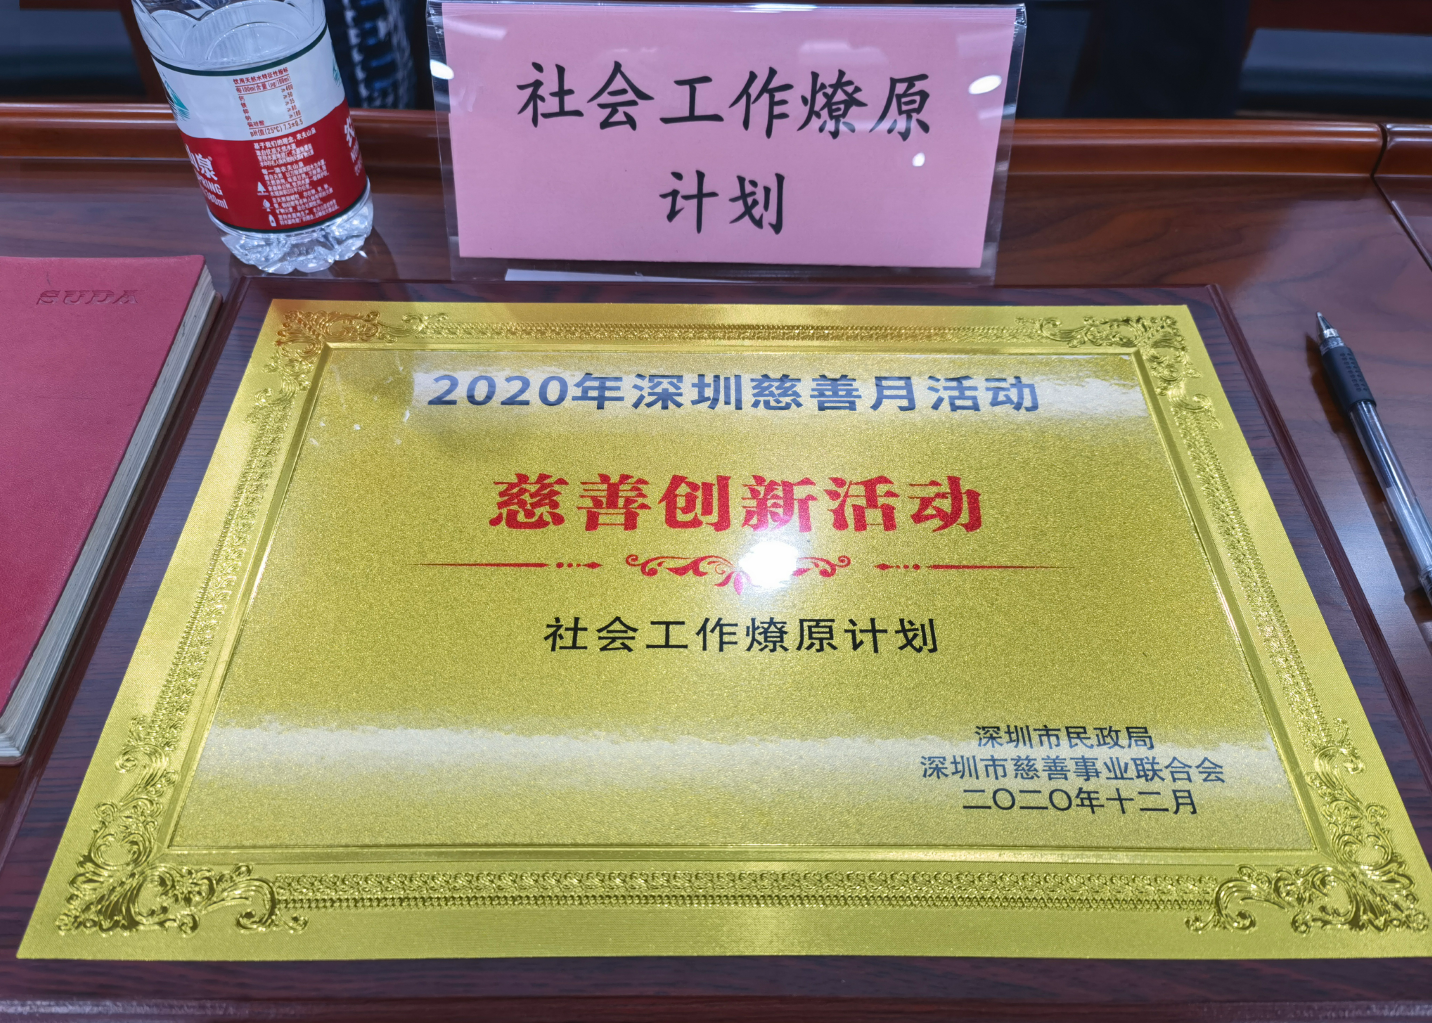 社会工作燎原
计划
SUDA
2020年深圳慈善月活动
慈善创新活动
社会工作燎原计划
深圳市民政局
深圳市慈善事业联合会
二〇二〇年十二月